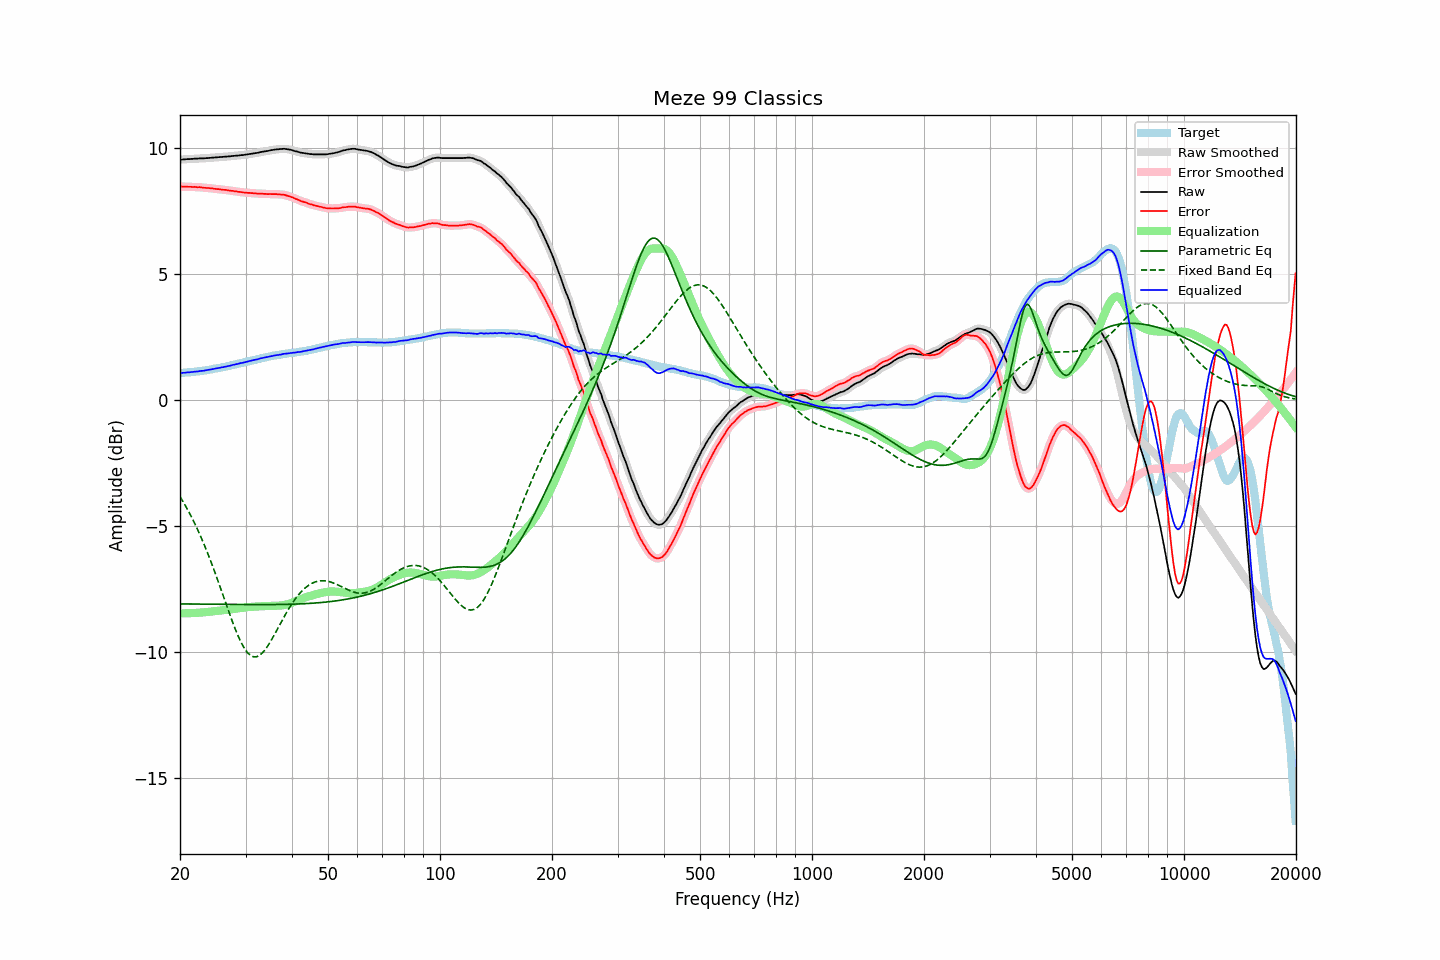 Meze 99 Classics
Target
Raw Smoothed
Error Smoothed
Raw
Error
Equalization
Parametric Eq
Fixed Band Eq
Equalized
Amplitude (dBr)
10
5
0
−5
−10
−15
20 50 100 200 500 1000 2000 5000 10000 20000
Frequency (Hz)